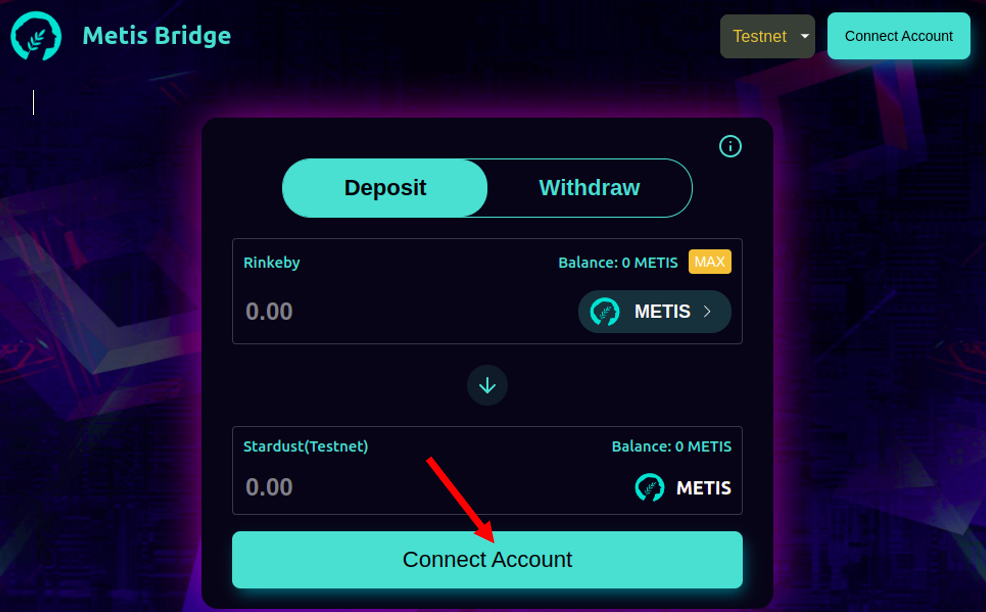 Metis Bridge
Testnet
Connect Account
Deposit
Withdraw
Rinkeby
Balance: 0 METIS
MAX
0.00
METIS
Stardust(Testnet)
Balance: 0 METIS
0.00
METIS
Connect Account